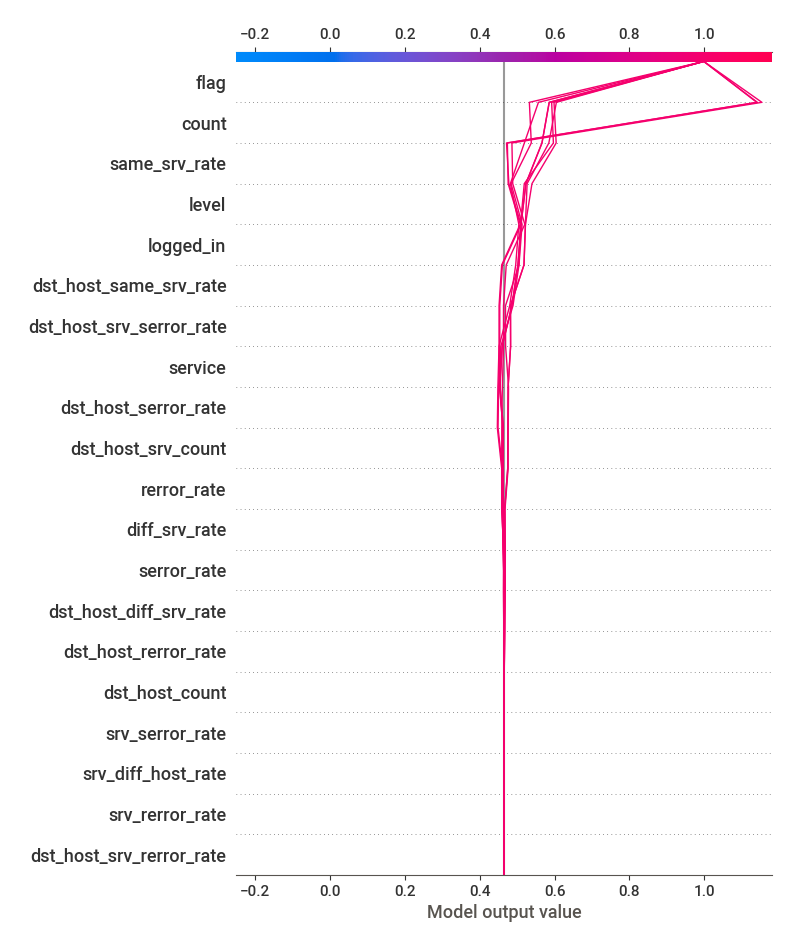 −0.2 0.0 0.2 0.4 0.6 0.8 1.0
flag
count
same_srv_rate
level
logged_in
dst_host_same_srv_rate
dst_host_srv_serror_rate
service
dst_host_serror_rate
dst_host_srv_count
rerror_rate
diff_srv_rate
serror_rate
dst_host_diff_srv_rate
dst_host_rerror_rate
dst_host_count
srv_serror_rate
srv_diff_host_rate
srv_rerror_rate
dst_host_srv_rerror_rate
−0.2 0.0 0.2 0.4 0.6 0.8 1.0
Model output value